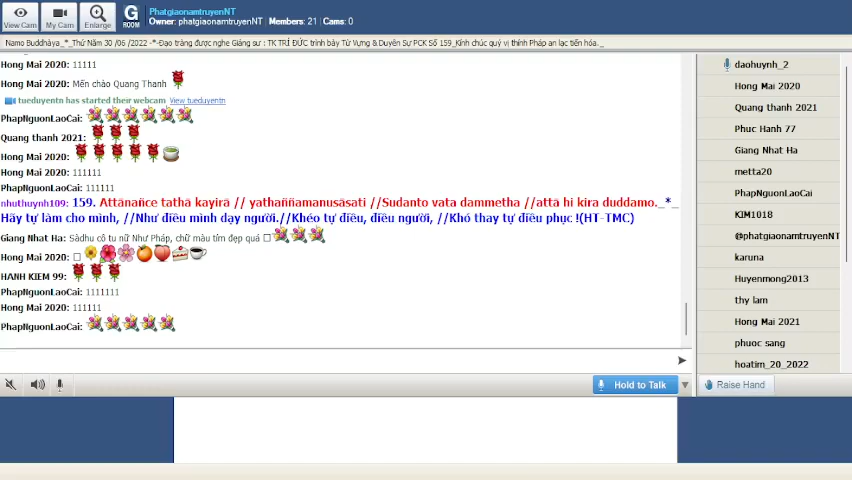 View Cam
My Cam
Enlarge
G
ROOM
PhatgiaonamtruyenNT
Owner: phatgiaonamtruyenNT | Members: 21 | Cams: 0
Namo Buddhàya_*_Thứ Năm 30 /06 /2022 -*-Đạo tràng được nghe Giảng sư : TK TRÍ ĐỨC trình bày Từ Vựng & Duyên Sự PCK Số 159_Kính chúc quý vị thính Pháp an lạc tiến hóa._
Hong Mai 2020: 11111
Hong Mai 2020: Mến chào Quang Thanh
tueduyentn has started their webcam View tueduyentn
PhapNguonLaoCai:
Quang thanh 2021:
Hong Mai 2020:
Hong Mai 2020: 111111
PhapNguonLaoCai: 111111
nhuthuynh109: 159. Attānañce tathā kayirā // yathaññamanusāsati //Sudanto vata dammetha //attā hi kira duddamo._*_
Hãy tự làm cho mình, //Như điều mình dạy người.//Khéo tự điều, điều người, //Khó thay tự điều phục !(HT-TMC)
Giang Nhat Ha: Sàdhu cô tu nữ Như Pháp, chữ màu tím đẹp quá
Hong Mai 2020:
HANH KIEM 99:
PhapNguonLaoCai: 1111111
Hong Mai 2020: 111111
PhapNguonLaoCai:
Hold to Talk
daohuynh_2
Hong Mai 2020
Quang thanh 2021
Phuc Hanh 77
Giang Nhat Ha
metta20
PhapNguonLaoCai
KIM1018
@phatgiaonamtruyenNT
karuna
Huyenmong2013
thy lam
Hong Mai 2021
phuoc sang
hoatim_20_2022
Raise Hand